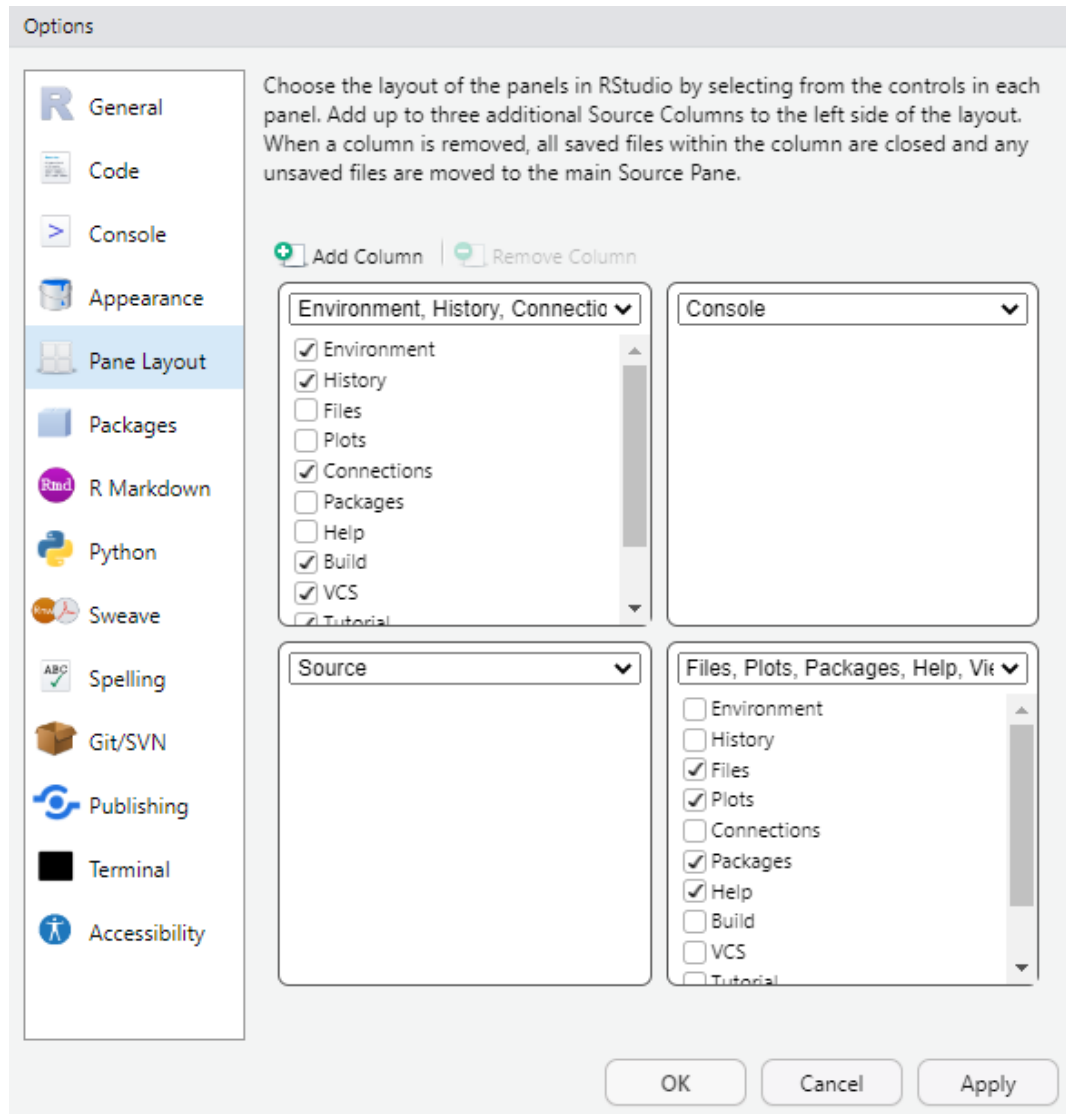 Options
General
Code
Console
Appearance
Pane Layout
Packages
R Markdown
Python
Sweave
Spelling
Git/SVN
Publishing
Terminal
Accessibility
Choose the layout of the panels in RStudio by selecting from the controls in each
panel. Add up to three additional Source Columns to the left side of the layout.
When a column is removed, all saved files within the column are closed and any
unsaved files are moved to the main Source Pane.
Add Column
Remove Column
Environment, History, Connectio
Environment
History
Files
Plots
Connections
Packages
Help
Build
VCS
Tutorial
Console
Source
Files, Plots, Packages, Help, Vie
Environment
History
Files
Plots
Connections
Packages
Help
Build
VCS
Tutorial
OK
Cancel
Apply
R
Rmd
ABC